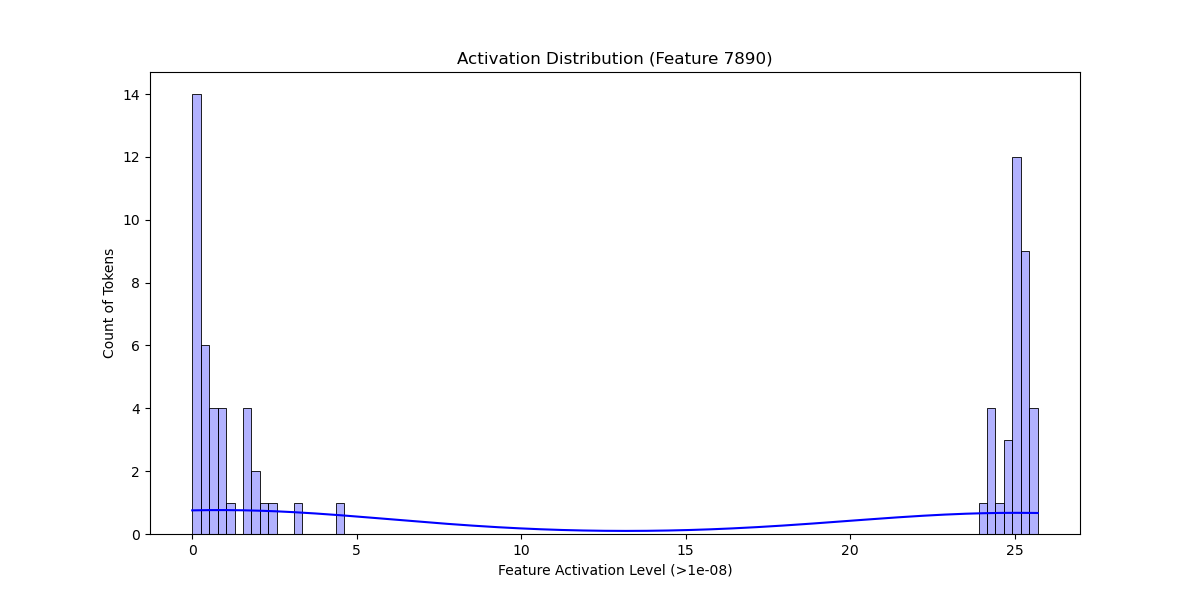 Activation Distribution (Feature 7890)
14
12
10
8
6
4
2
0
Count of Tokens
0 5 10 15 20 25
Feature Activation Level (>1e-08)